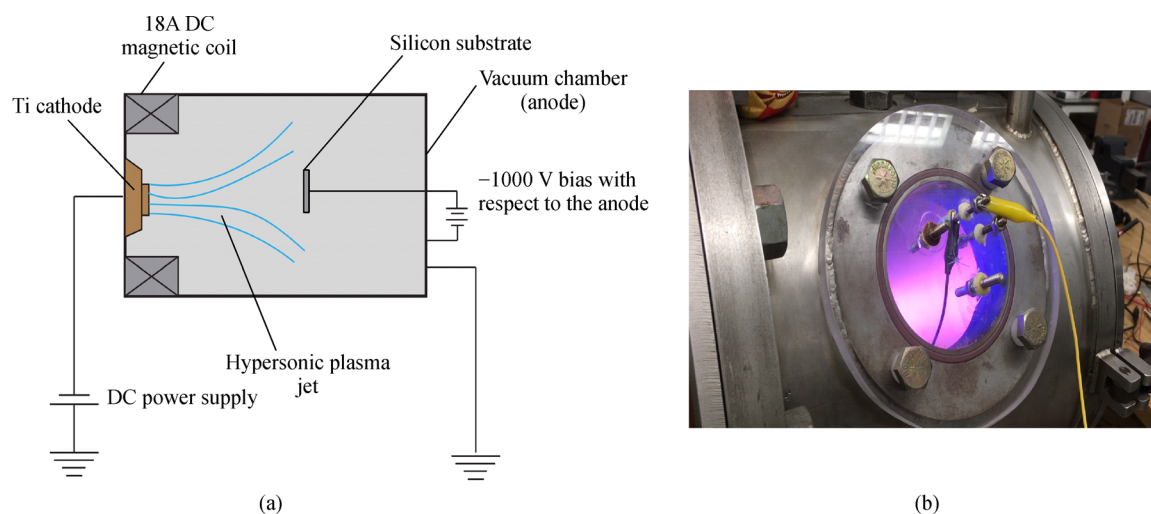 18A DC
magnetic coil
Silicon substrate
Vacuum chamber
(anode)
Ti cathode
−1000 V bias with
respect to the anode
Hypersonic plasma
jet
DC power supply
(a)
(b)